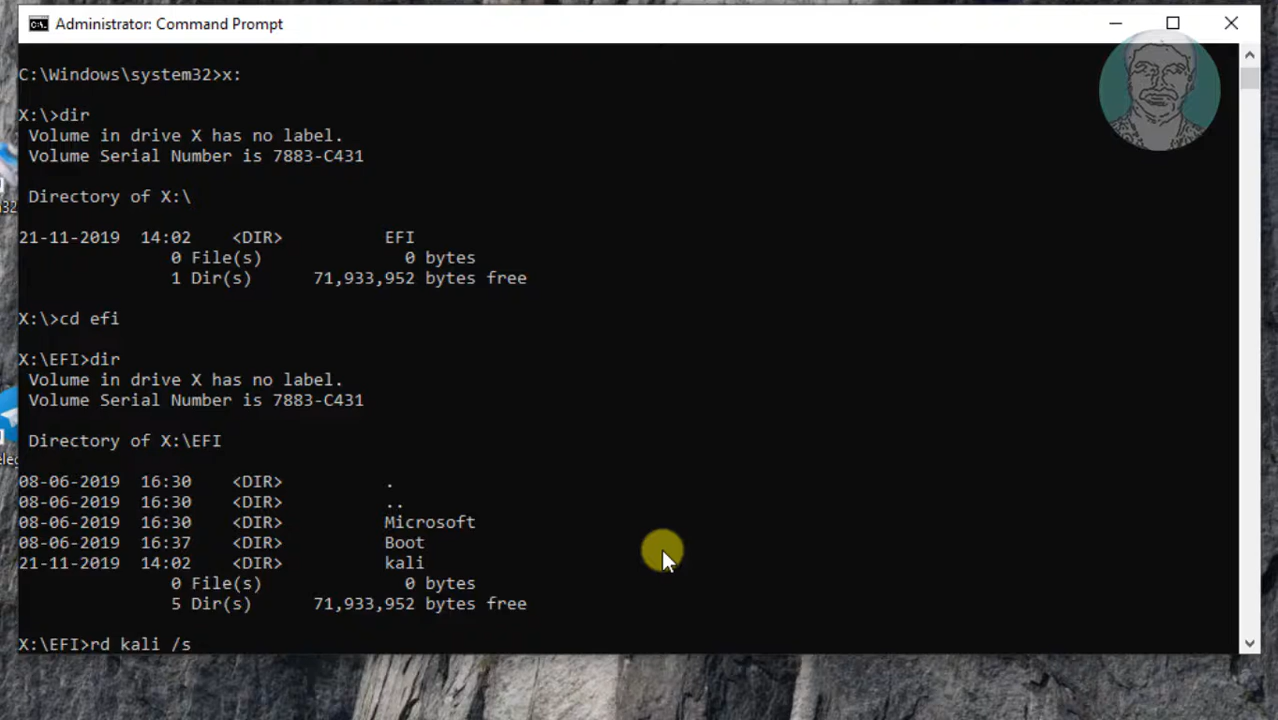 Administrator: Command Prompt
C:\Windows\system32>x:
X:\>dir
Volume in drive X has no label.
Volume Serial Number is 7883-C431
Directory of X:\
21-11-2019 14:02 <DIR> EFI
0 File(s) 0 bytes
1 Dir(s) 71,933,952 bytes free
X:\>cd efi
X:\EFI>dir
Volume in drive X has no label.
Volume Serial Number is 7883-C431
Directory of X:\EFI
08-06-2019 16:30 <DIR> .
08-06-2019 16:30 <DIR> ..
08-06-2019 16:30 <DIR> Microsoft
08-06-2019 16:37 <DIR> Boot
21-11-2019 14:02 <DIR> kali
0 File(s) 0 bytes
5 Dir(s) 71,933,952 bytes free
X:\EFI>rd kali /s